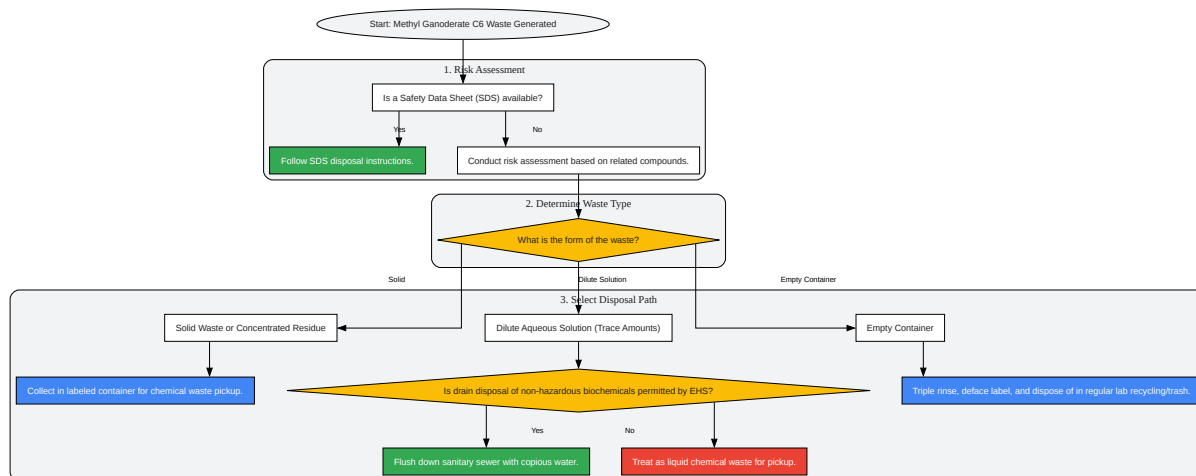 Start: Methyl Ganoderate C6 Waste Generated
1. Risk Assessment
Is a Safety Data Sheet (SDS) available?
Yes
No
Follow SDS disposal instructions.
Conduct risk assessment based on related compounds.
2. Determine Waste Type
What is the form of the waste?
Solid
Dilute Solution
Empty Container
3. Select Disposal Path
Solid Waste or Concentrated Residue
Dilute Aqueous Solution (Trace Amounts)
Empty Container
Collect in labeled container for chemical waste pickup.
Is drain disposal of non-hazardous biochemicals permitted by EHS?
Triple rinse, deface label, and dispose of in regular lab recycling/trash.
Yes
No
Flush down sanitary sewer with copious water.
Treat as liquid chemical waste for pickup.